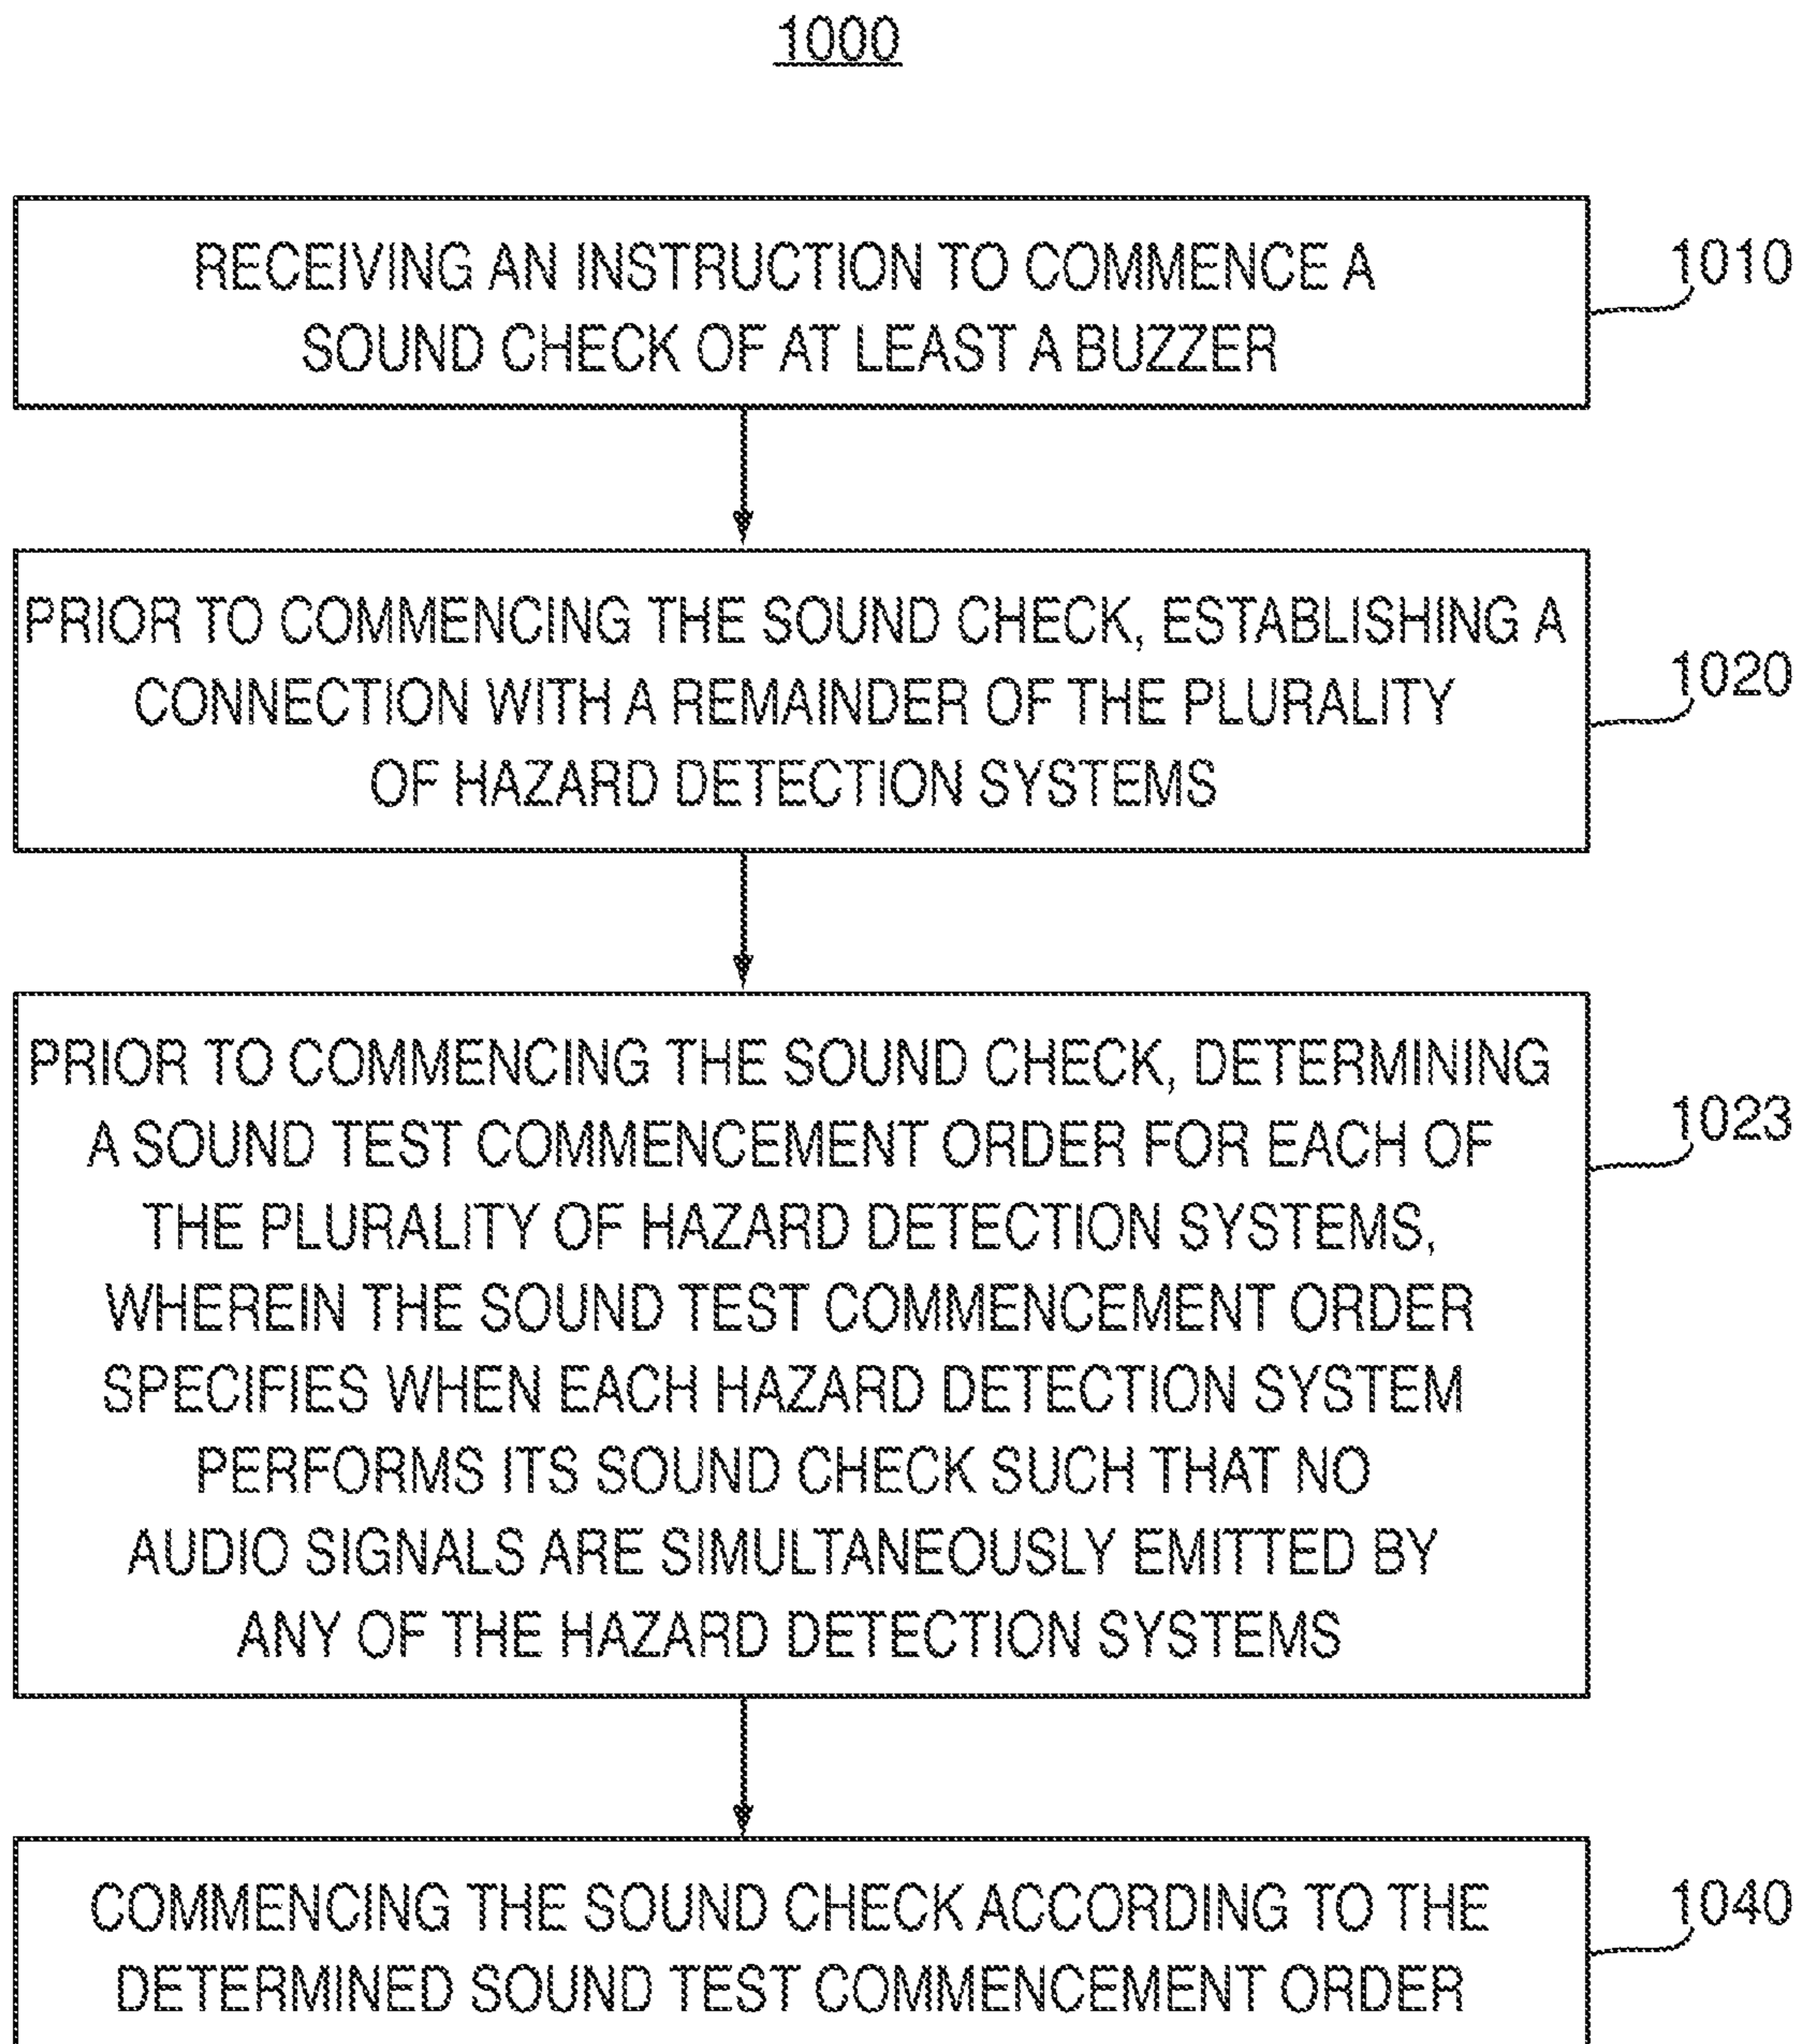 1000
RECEIVING AN INSTRUCTION TO COMMENCE A
SOUND CHECK OF AT LEAST A BUZZER
1010
PRIOR TO COMMENCING THE SOUND CHECK, ESTABLISHING A
CONNECTION WITH A REMAINDER OF THE PLURALITY
OF HAZARD DETECTION SYSTEMS
1020
PRIOR TO COMMENCING THE SOUND CHECK, DETERMINING
A SOUND TEST COMMENCEMENT ORDER FOR EACH OF
THE PLURALITY OF HAZARD DETECTION SYSTEMS,
WHEREIN THE SOUND TEST COMMENCEMENT ORDER
SPECIFIES WHEN EACH HAZARD DETECTION SYSTEM
PERFORMS ITS SOUND CHECK SUCH THAT NO
AUDIO SIGNALS ARE SIMULTANEOUSLY EMITTED BY
ANY OF THE HAZARD DETECTION SYSTEMS
1023
COMMENCING THE SOUND CHECK ACCORDING TO THE
DETERMINED SOUND TEST COMMENCEMENT ORDER
1040